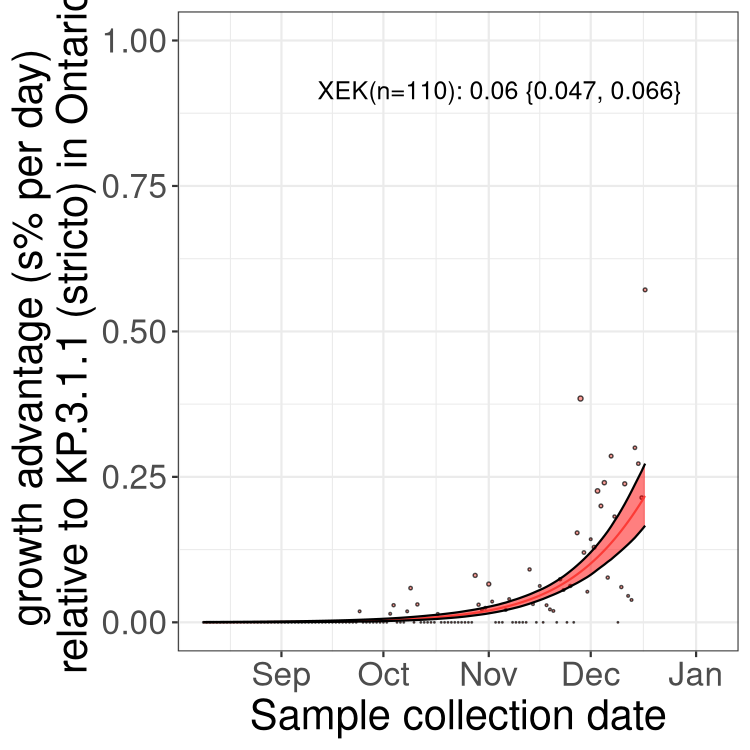 growth advantage (s% per day)
relative to KP.3.1.1 (stricto) in Ontario
1.00
0.75
0.50
0.25
0.00
XEK(n=110): 0.06 {0.047, 0.066}
Sep Oct Nov Dec Jan
Sample collection date